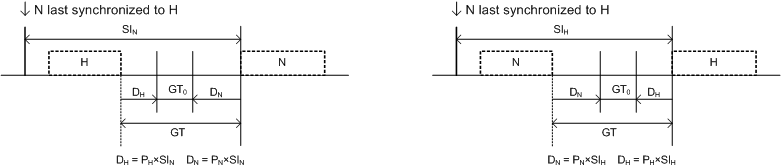 N last synchronized to H
SI_N
H
N
D_H
GT_0
D_N
GT
D_H = P_H×SI_N D_N = P_N×SI_N
N last synchronized to H
SI_H
N
H
D_N
GT_0
D_H
GT
D_N = P_N×SI_H D_H = P_H×SI_H